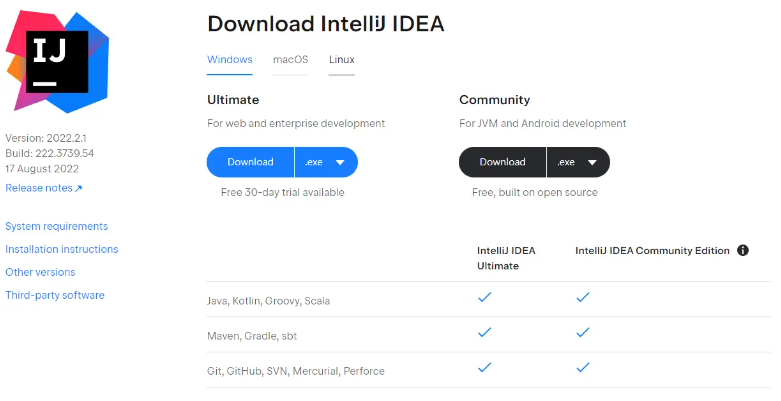 IJ
Version: 2022.2.1
Build: 222.3739.54
17 August 2022
Release notes ↗
System requirements
Installation instructions
Other versions
Third-party software
Download IntelliJ IDEA
Windows macOS Linux
Ultimate
For web and enterprise development
Download .exe
Free 30-day trial available
Community
For JVM and Android development
Download .exe
Free, built on open source
IntelliJ IDEA
Ultimate
IntelliJ IDEA Community Edition
Java, Kotlin, Groovy, Scala
Maven, Gradle, sbt
Git, GitHub, SVN, Mercurial, Perforce